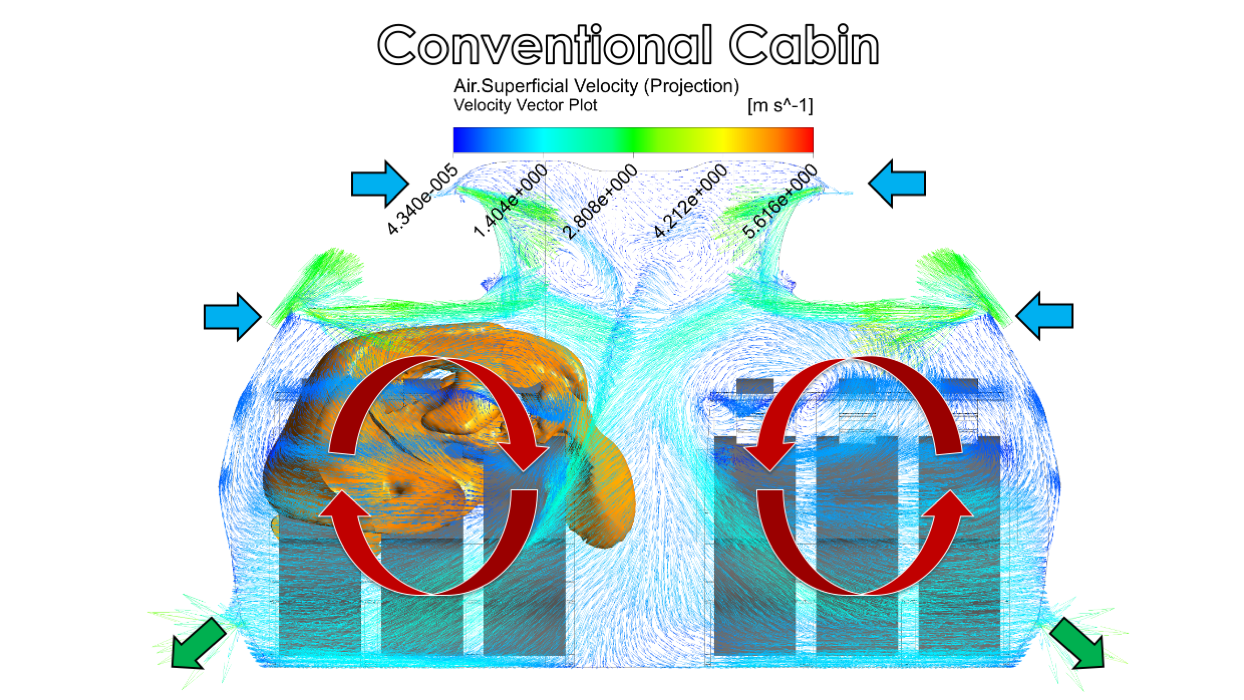 Conventional Cabin
Air.Superficial Velocity (Projection)
Velocity Vector Plot
[m s^-1]
4.340e-005
1.404e+000
2.808e+000
4.212e+000
5.616e+000